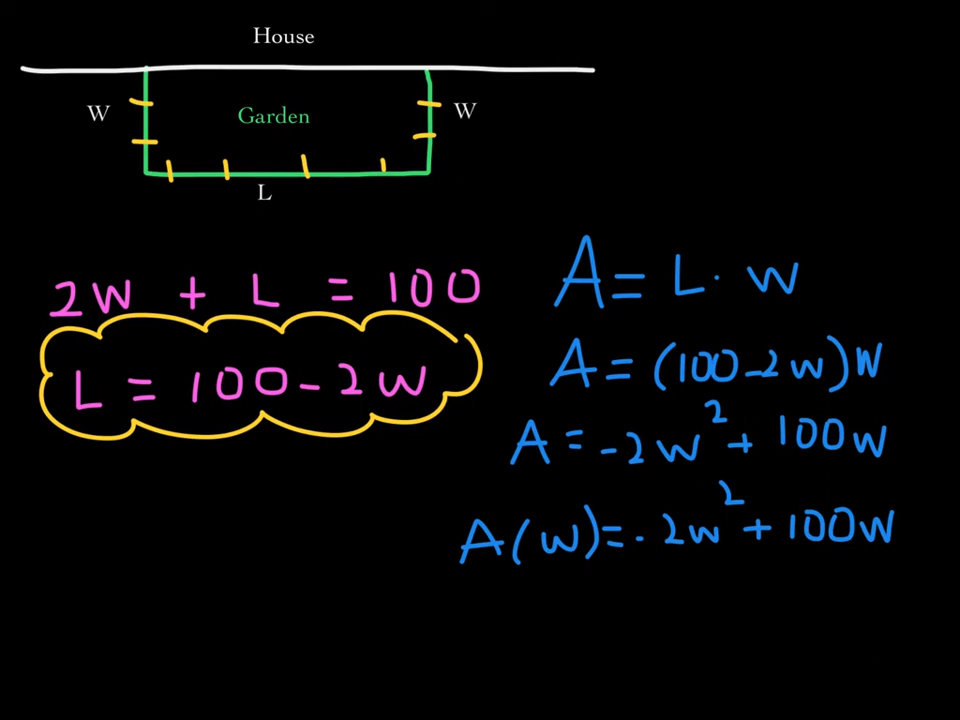 House
W Garden W
L
2W + L = 100
L = 100 - 2W
A = L · W
A = (100 - 2W)W
A = -2W² + 100W
A(W) = -2W² + 100W